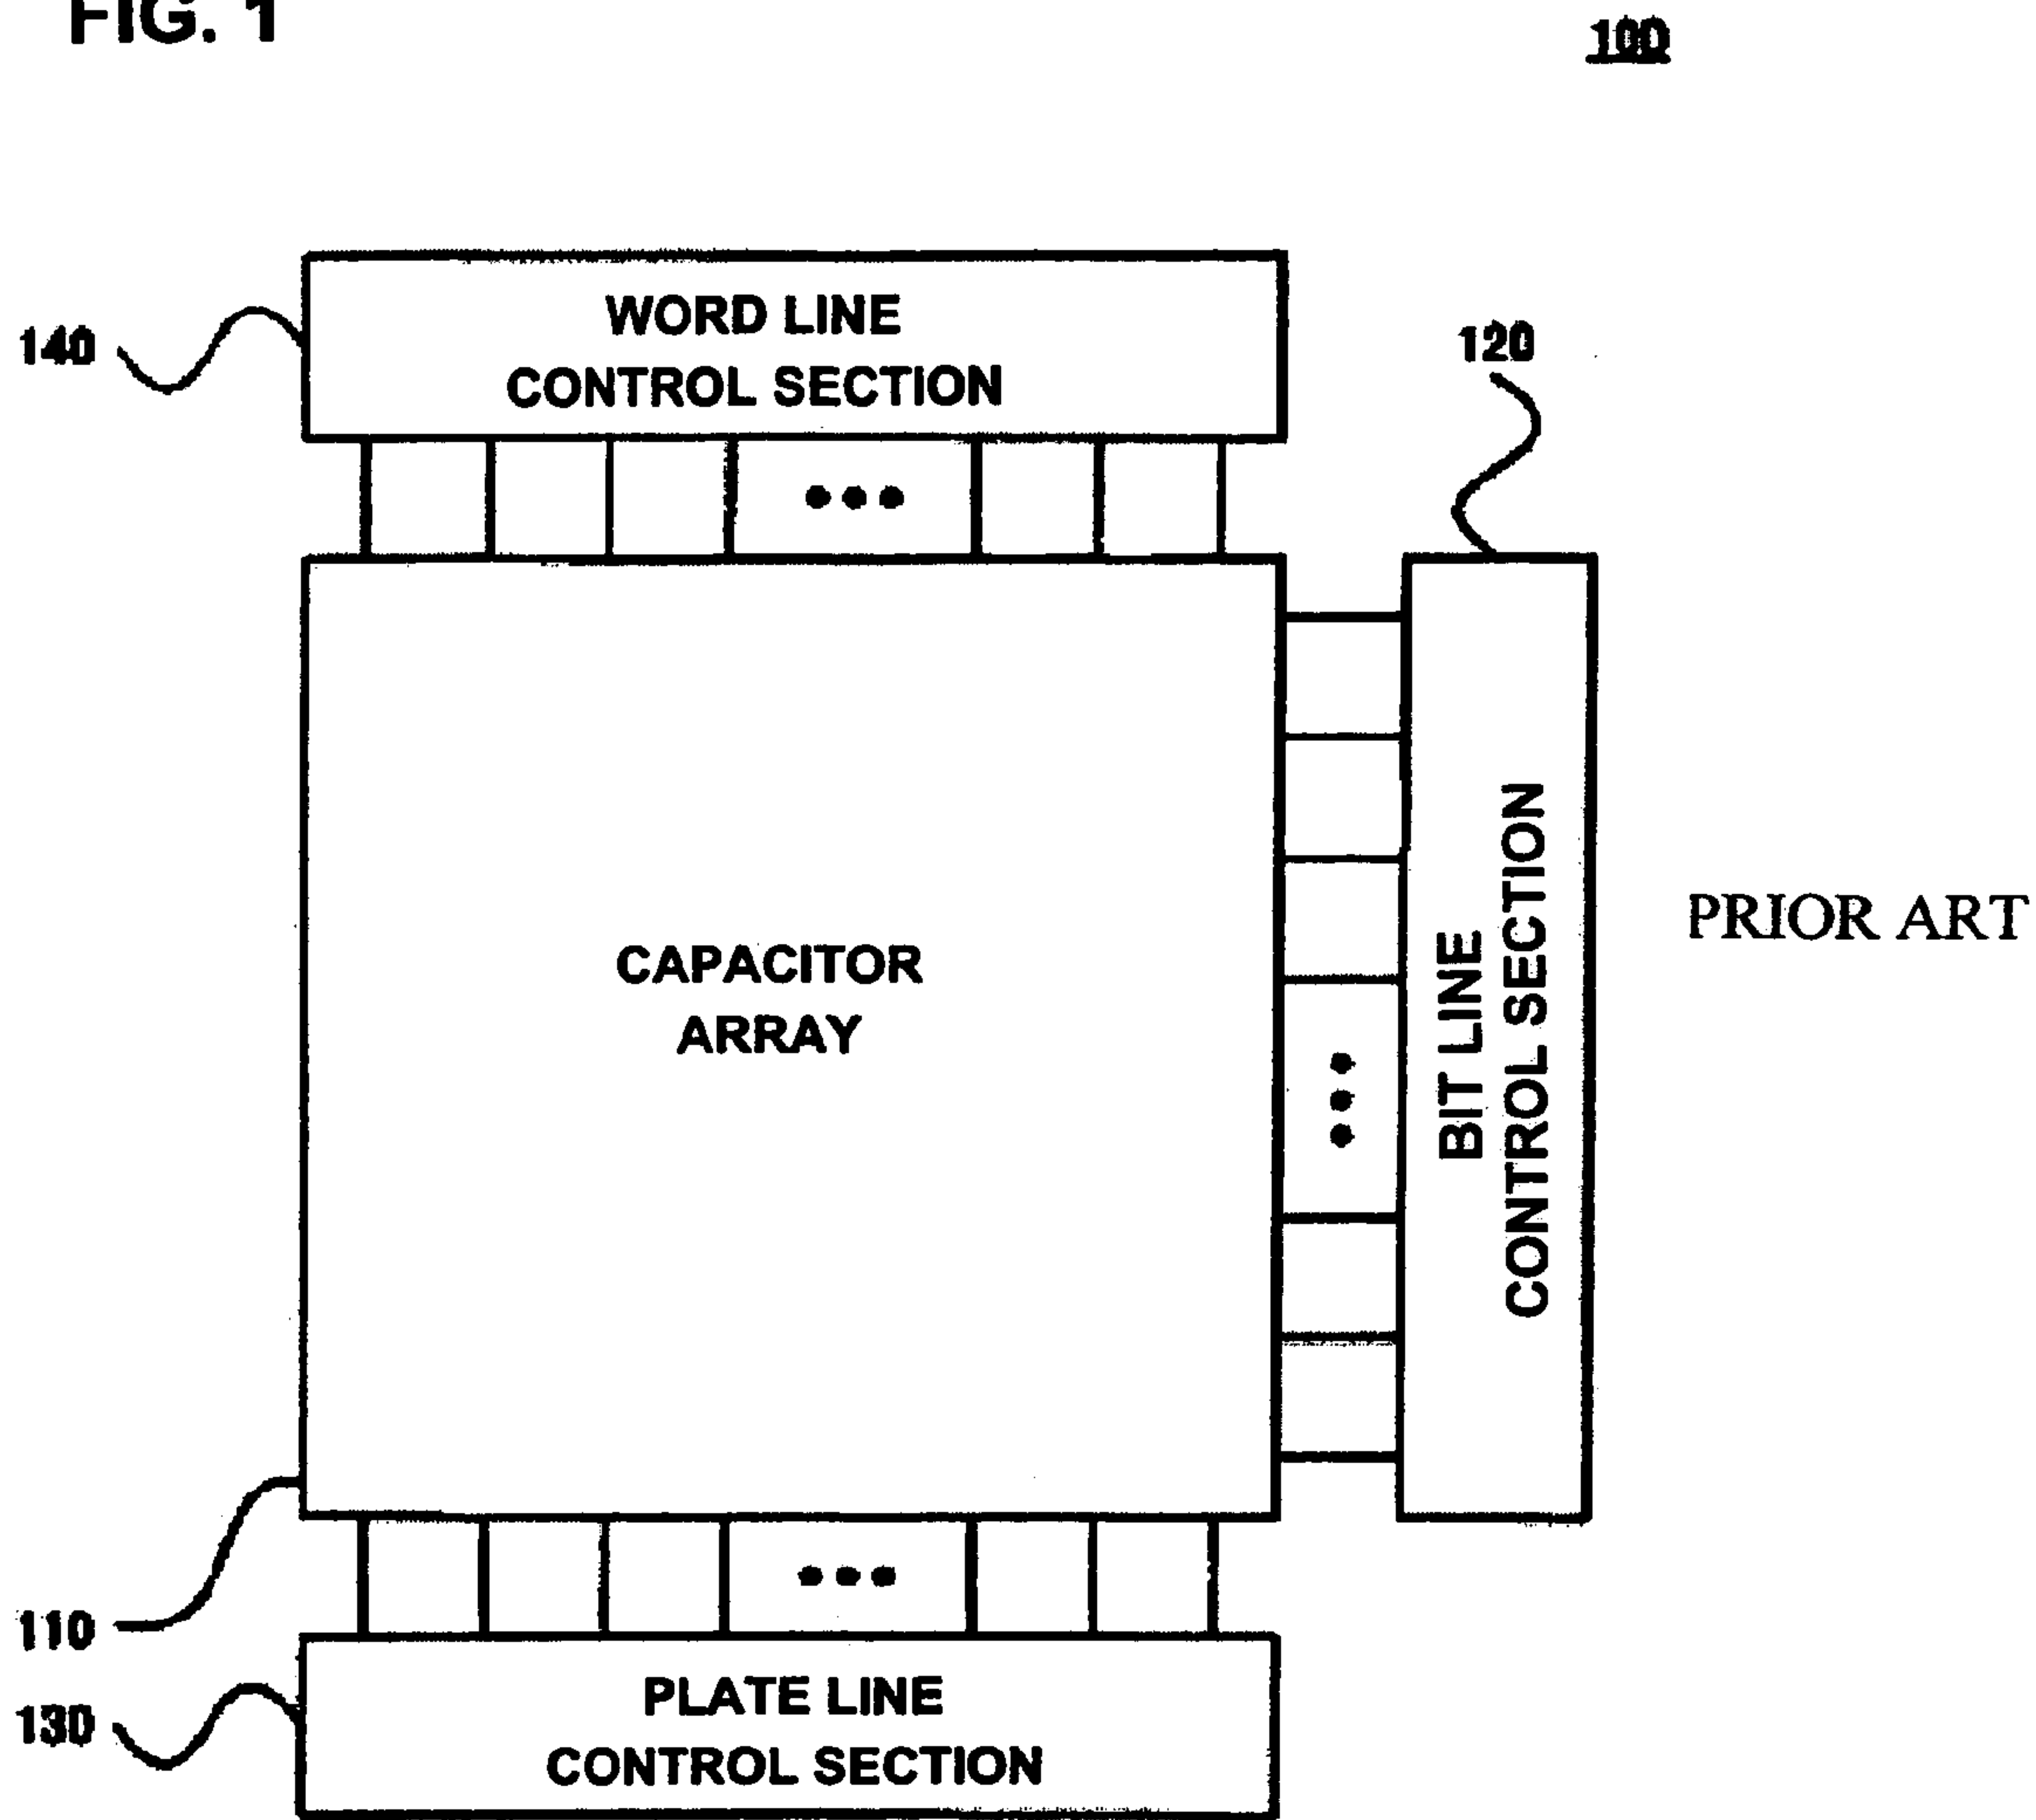 FIG. 1
100
WORD LINE
CONTROL SECTION
140
120
CAPACITOR
ARRAY
BIT LINE
CONTROL SECTION
PRIOR ART
110
PLATE LINE
CONTROL SECTION
130